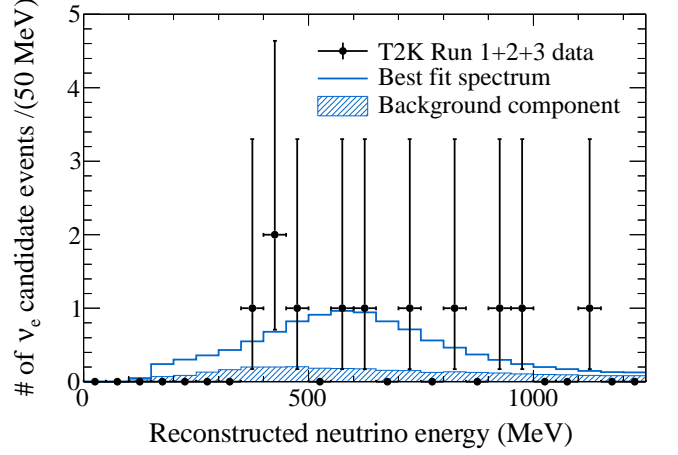 # of νe candidate events /(50 MeV)
5
4
3
2
1
0
T2K Run 1+2+3 data
Best fit spectrum
Background component
0 500 1000
Reconstructed neutrino energy (MeV)